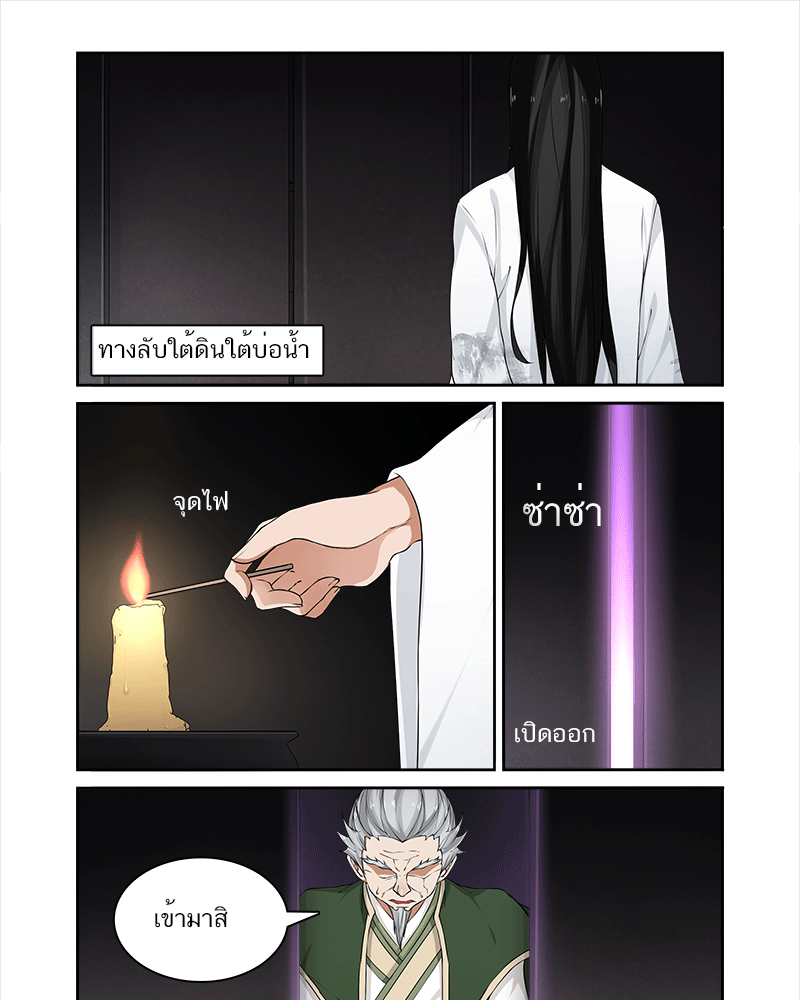 ทางลับใต้ดินใต้บ่อน้ำ
จุดไฟ
ซ่าซ่า
เปิดออก
เข้ามาสิ